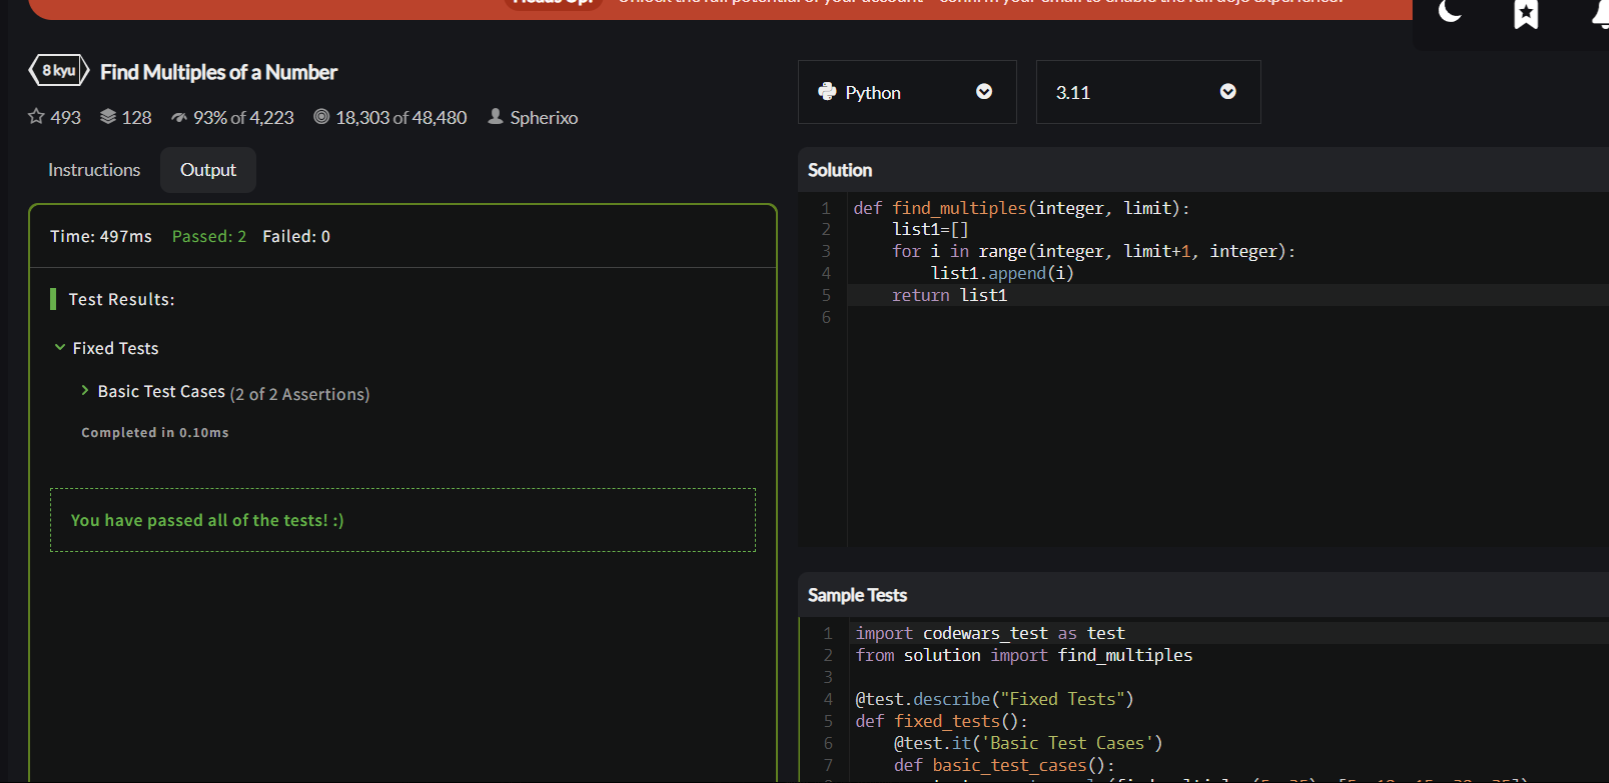 Heads Up! Unlock the full potential of your account - confirm your email to enable the full dojo experience.
8 kyu Find Multiples of a Number
493 128 93% of 4,223 18,303 of 48,480 Spherixo
Instructions Output
Time: 497ms Passed: 2 Failed: 0
Test Results:
Fixed Tests
Basic Test Cases (2 of 2 Assertions)
Completed in 0.10ms
You have passed all of the tests! :)
Python 3.11
Solution
1 def find_multiples(integer, limit):
2     list1=[]
3     for i in range(integer, limit+1, integer):
4         list1.append(i)
5     return list1
6
Sample Tests
1 import codewars_test as test
2 from solution import find_multiples
3
4 @test.describe("Fixed Tests")
5 def fixed_tests():
6     @test.it('Basic Test Cases')
7     def basic_test_cases():